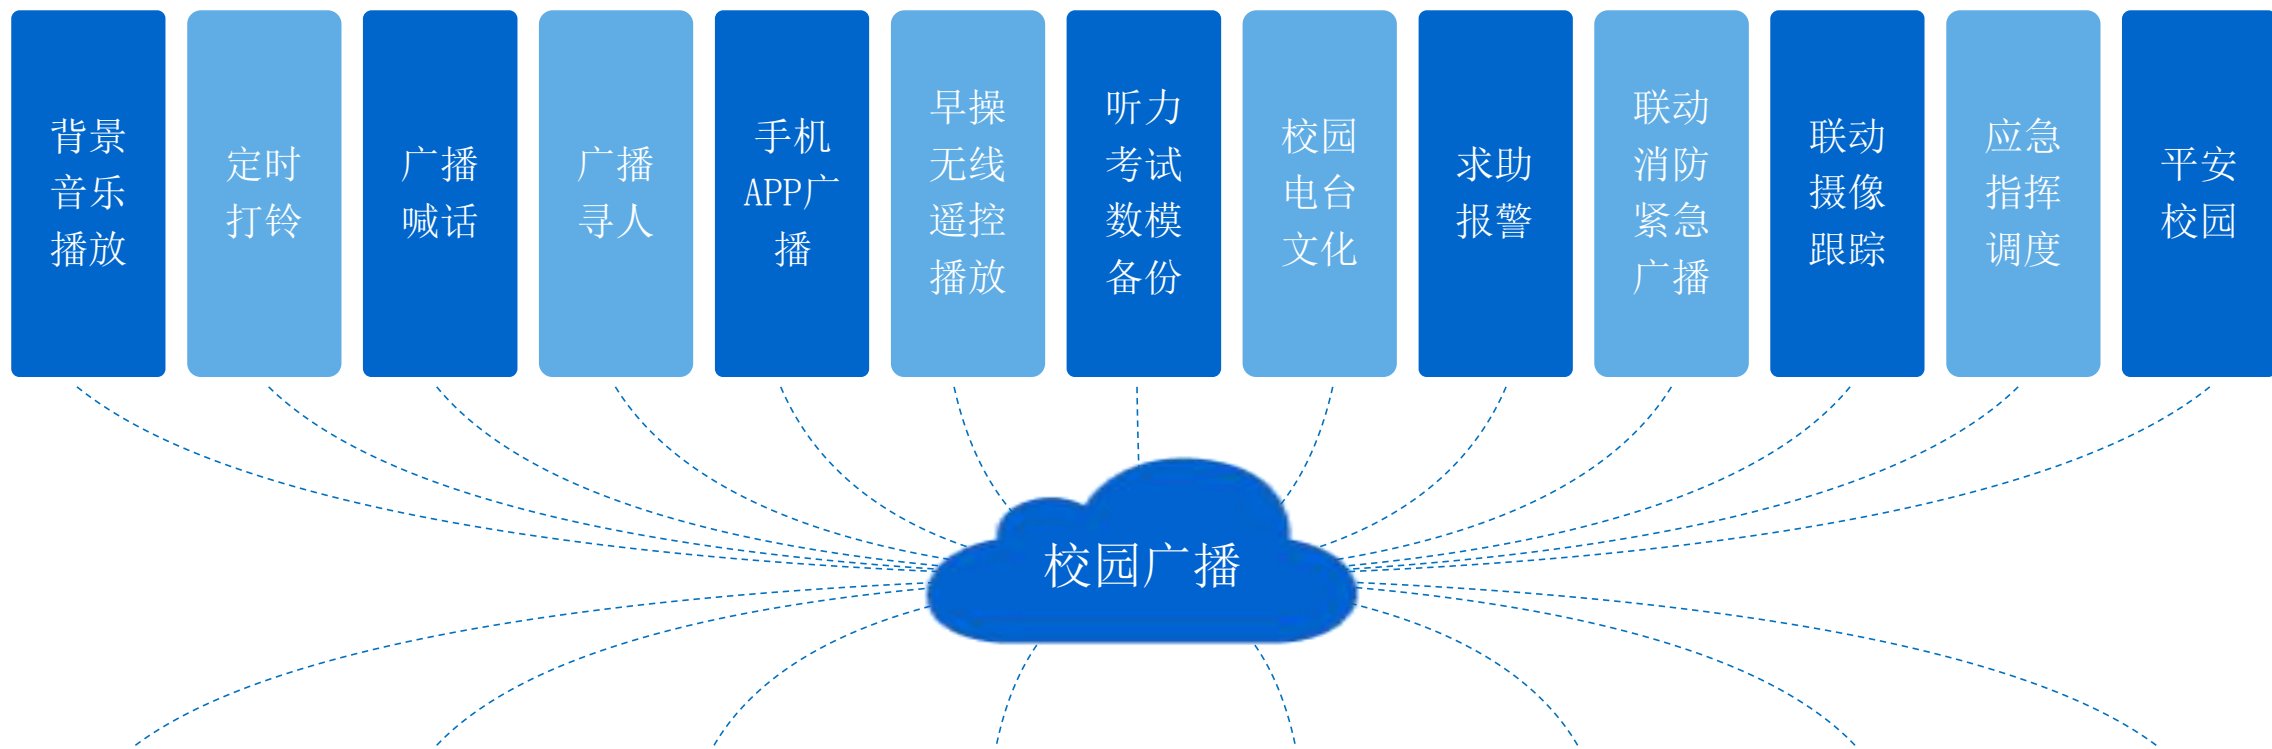 背景
音乐
播放
定时
打铃
广播
喊话
广播
寻人
手机
APP广
播
早操
无线
遥控
播放
听力
考试
数模
备份
校园
电台
文化
求助
报警
联动
消防
紧急
广播
联动
摄像
跟踪
应急
指挥
调度
平安
校园
校园广播